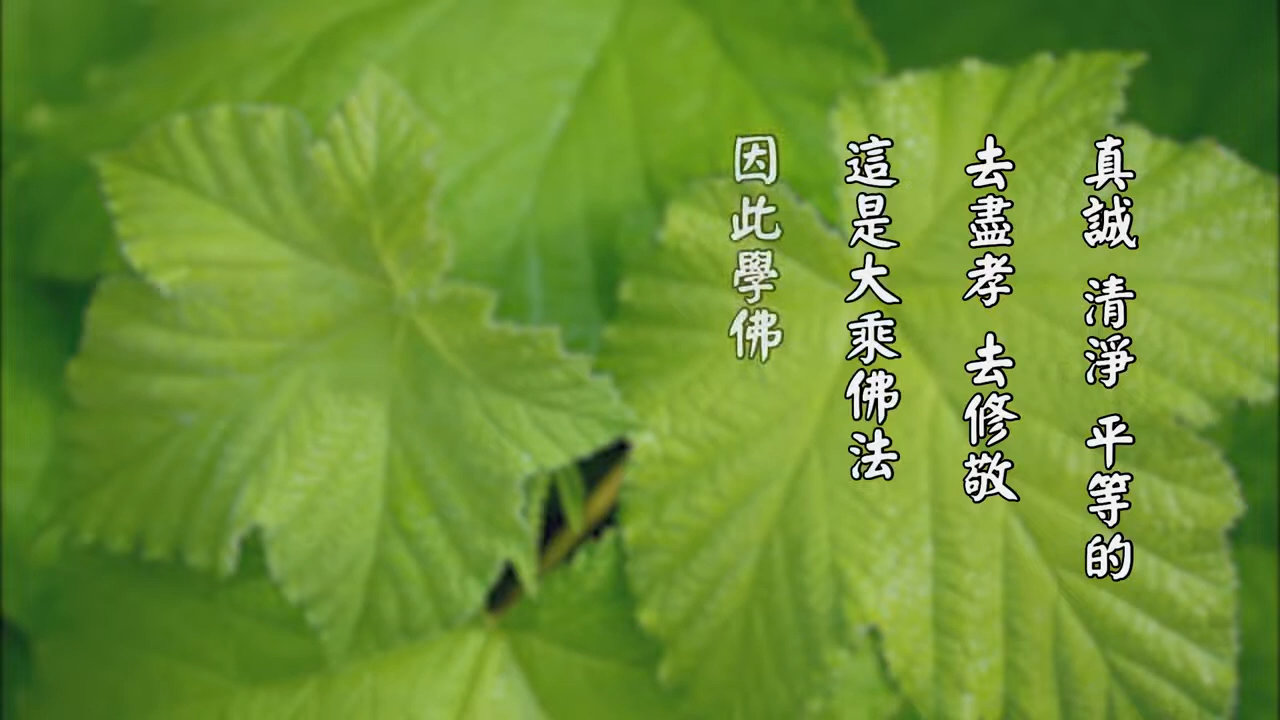 真誠 清淨 平等的
去盡孝 去修敬
這是大乘佛法
因此學佛